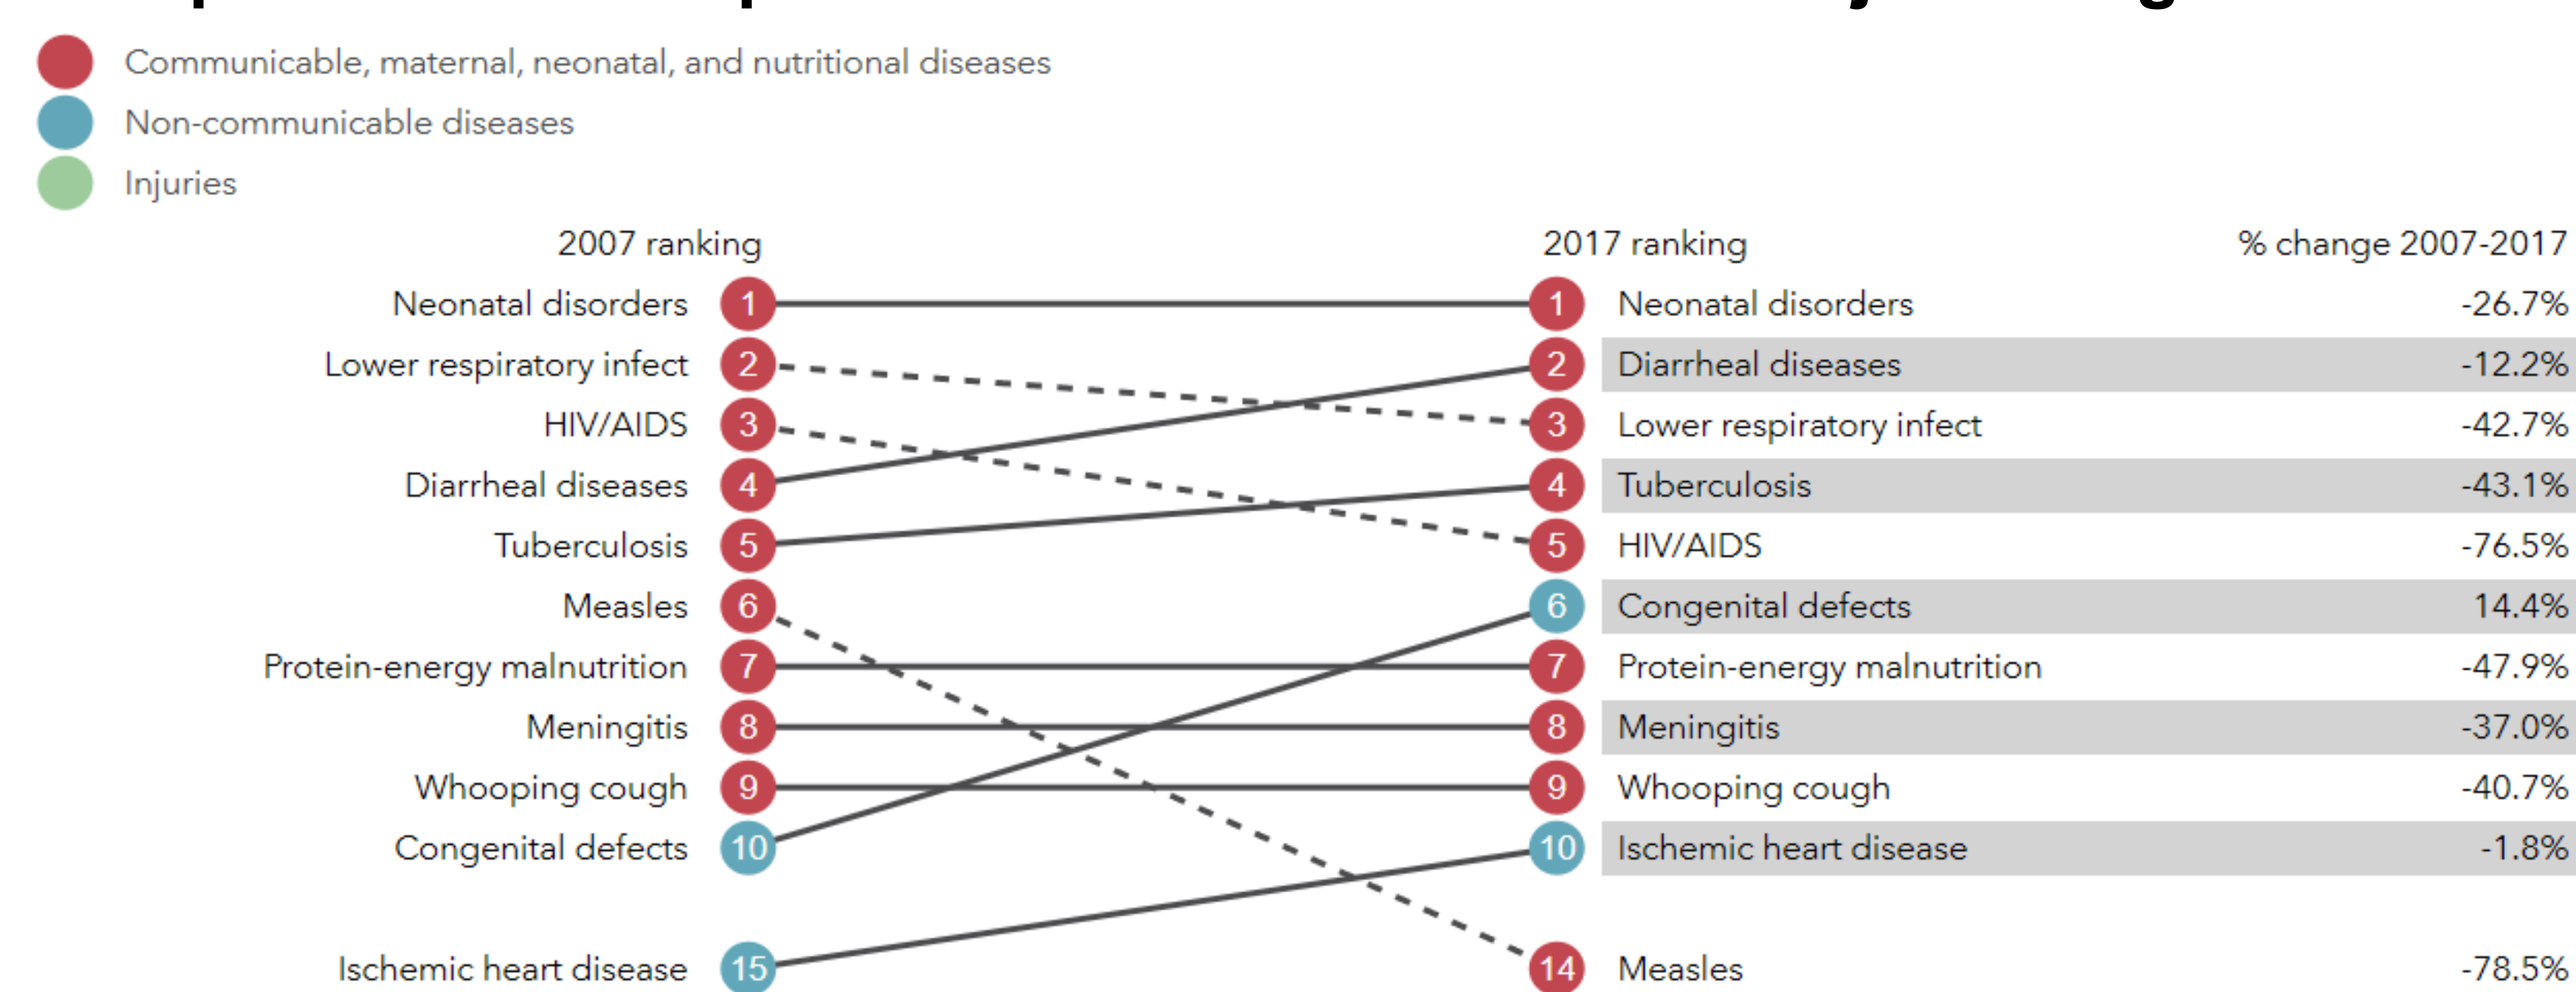 Communicable, maternal, neonatal, and nutritional diseases
Non-communicable diseases
Injuries
2007 ranking 2017 ranking % change 2007-2017
Neonatal disorders 1 1 Neonatal disorders -26.7%
Lower respiratory infect 2 2 Diarrheal diseases -12.2%
HIV/AIDS 3 3 Lower respiratory infect -42.7%
Diarrheal diseases 4 4 Tuberculosis -43.1%
Tuberculosis 5 5 HIV/AIDS -76.5%
Measles 6 6 Congenital defects 14.4%
Protein-energy malnutrition 7 7 Protein-energy malnutrition -47.9%
Meningitis 8 8 Meningitis -37.0%
Whooping cough 9 9 Whooping cough -40.7%
Congenital defects 10 10 Ischemic heart disease -1.8%
Ischemic heart disease 15 14 Measles -78.5%